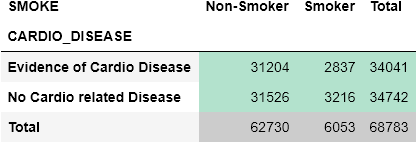 SMOKE Non-Smoker Smoker Total
CARDIO_DISEASE
Evidence of Cardio Disease 31204 2837 34041
No Cardio related Disease 31526 3216 34742
Total 62730 6053 68783